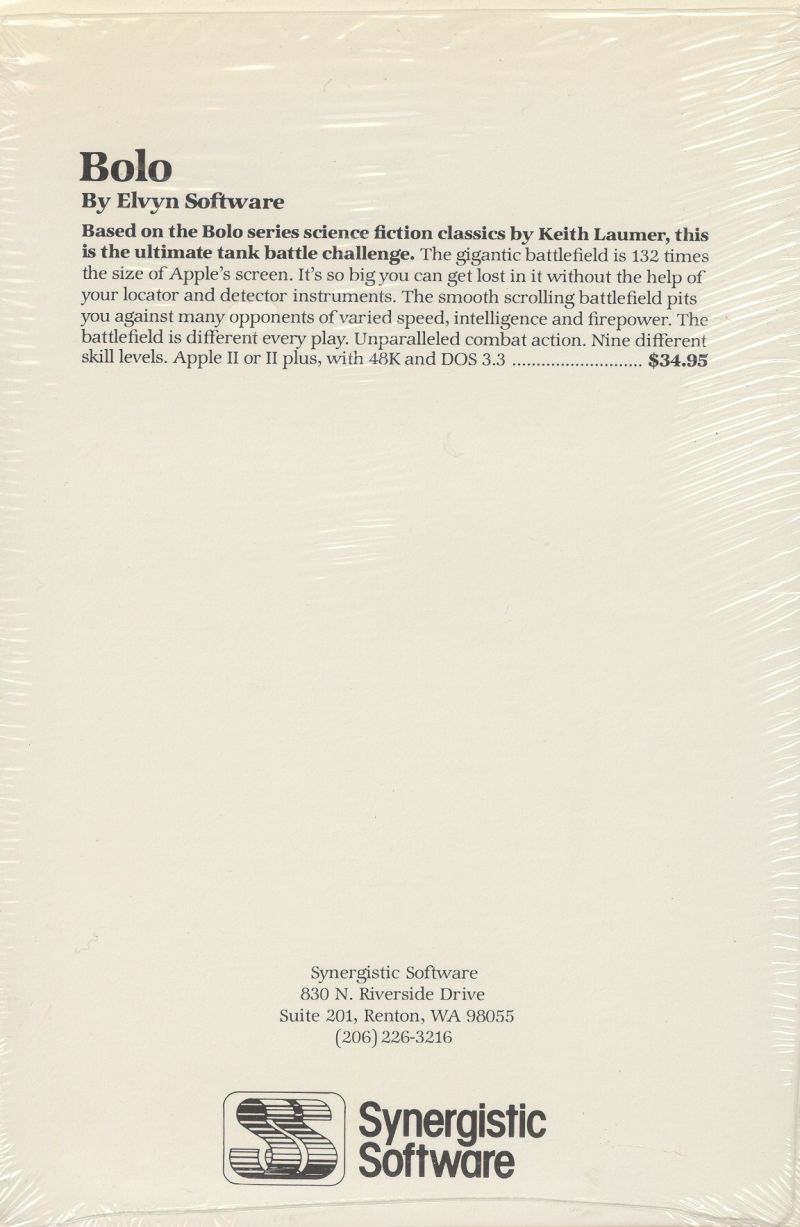 Bolo
By Elvyn Software
Based on the Bolo series science fiction classics by Keith Laumer, this
is the ultimate tank battle challenge. The gigantic battlefield is 132 times
the size of Apple's screen. It's so big you can get lost in it without the help of
your locator and detector instruments. The smooth scrolling battlefield pits
you against many opponents of varied speed, intelligence and firepower. The
battlefield is different every play. Unparalleled combat action. Nine different
skill levels. Apple II or II plus, with 48K and DOS 3.3 ........................... $34.95
Synergistic Software
830 N. Riverside Drive
Suite 201, Renton, WA 98055
(206) 226-3216
Synergistic
Software